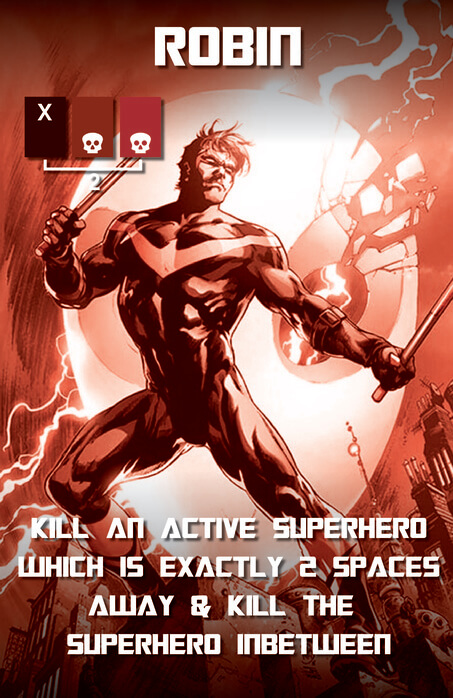 ROBIN
X
2
KILL AN ACTIVE SUPERHERO
WHICH IS EXACTLY 2 SPACES
AWAY & KILL THE
SUPERHERO INBETWEEN